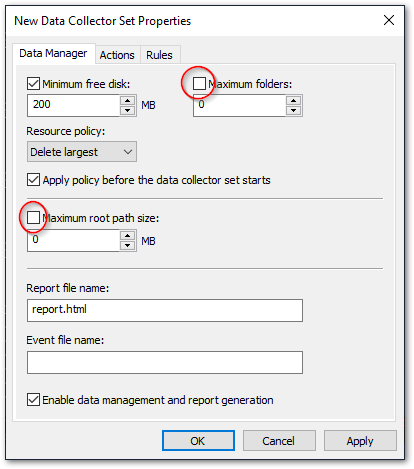 New Data Collector Set Properties
Data Manager Actions Rules
Minimum free disk: Maximum folders:
200 MB 0
Resource policy:
Delete largest
Apply policy before the data collector set starts
Maximum root path size:
0 MB
Report file name:
report.html
Event file name:
Enable data management and report generation
OK Cancel Apply